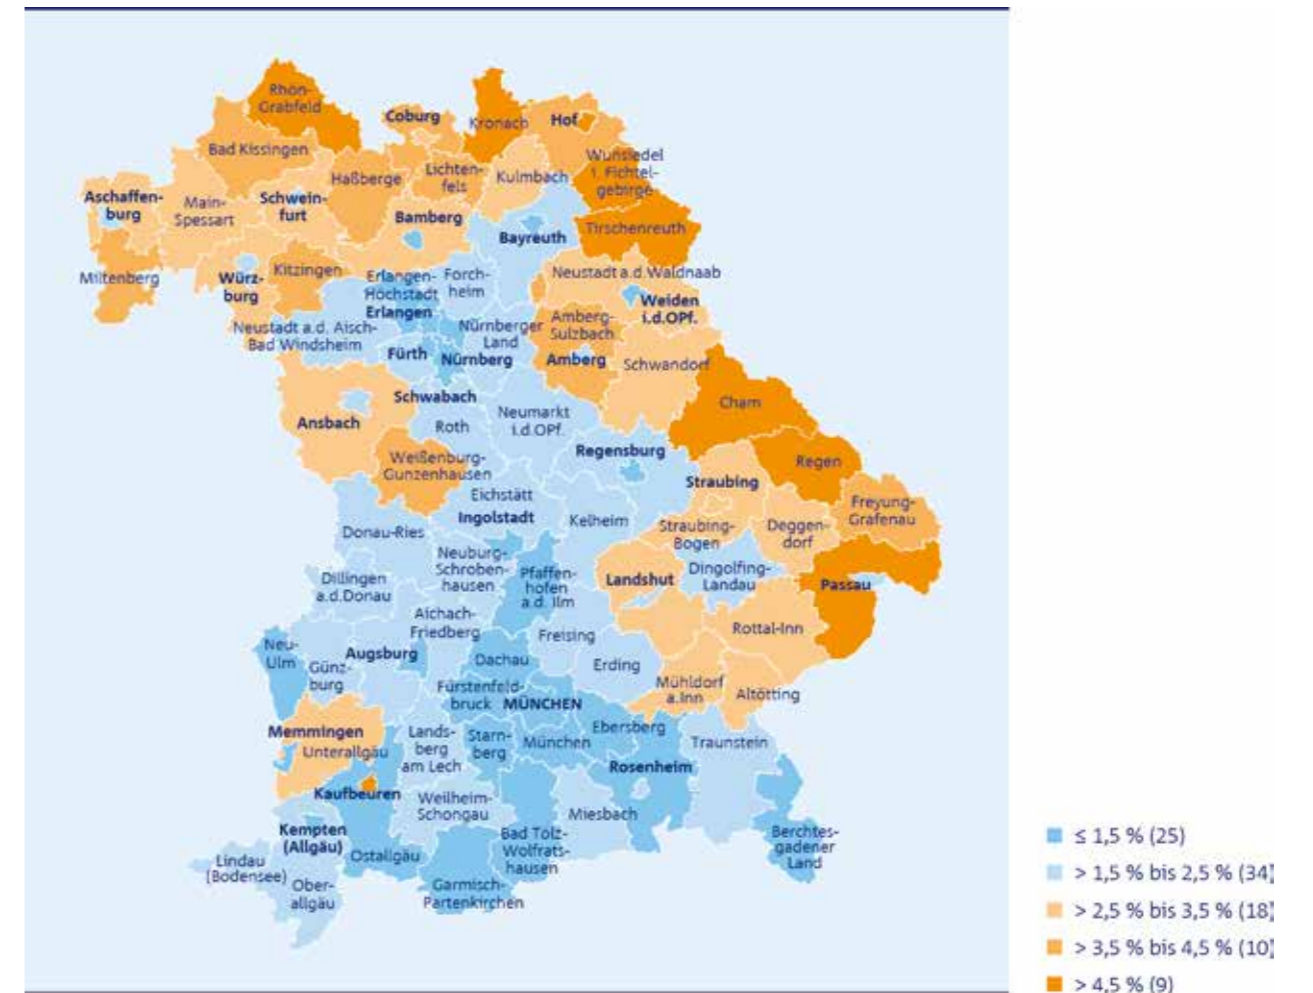 Rhön-
Grabfeld
Coburg
Kronach
Hof
Bad Kissingen
Wunsiedel
i. Fichtel-
gebirge
Haßberge
Lichten-
fels
Kulmbach
Aschaffen-
burg
Main-
Spessart
Schwein-
furt
Bamberg
Bayreuth
Tirschenreuth
Miltenberg
Würz-
burg
Kitzingen
Erlangen-
Höchstadt
Erlangen
Forch-
heim
Neustadt a.d.Waldnaab
Weiden
i.d.OPf.
Neustadt a.d. Aisch-
Bad Windsheim
Fürth
Nürnberg
Nürnberger
Land
Amberg-
Sulzbach
Amberg
Schwandorf
Schwabach
Ansbach
Roth
Neumarkt
i.d.OPf.
Cham
Regensburg
Weißenburg-
Gunzenhausen
Regen
Straubing
Eichstätt
Ingolstadt
Kelheim
Freyung-
Grafenau
Donau-Ries
Straubing-
Bogen
Deggen-
dorf
Neuburg-
Schroben-
hausen
Pfaffen-
hofen
a.d. Ilm
Landshut
Dingolfing-
Landau
Passau
Dillingen
a.d.Donau
Aichach-
Friedberg
Freising
Rottal-Inn
Neu-
Ulm
Günz-
burg
Augsburg
Dachau
Erding
Fürstenfeld-
bruck
MÜNCHEN
Mühldorf
a.Inn
Altötting
Memmingen
Unterallgäu
Lands-
berg
am Lech
Starn-
berg
München
Ebersberg
Traunstein
Rosenheim
Kaufbeuren
Weilheim-
Schongau
Miesbach
Kempten
(Allgäu)
Ostallgäu
Bad Tölz-
Wolfrats-
hausen
Berchtes-
gadener
Land
Lindau
(Bodensee)
Ober-
allgäu
Garmisch-
Partenkirchen
≤ 1,5 % (25)
> 1,5 % bis 2,5 % (34)
> 2,5 % bis 3,5 % (18)
> 3,5 % bis 4,5 % (10)
> 4,5 % (9)